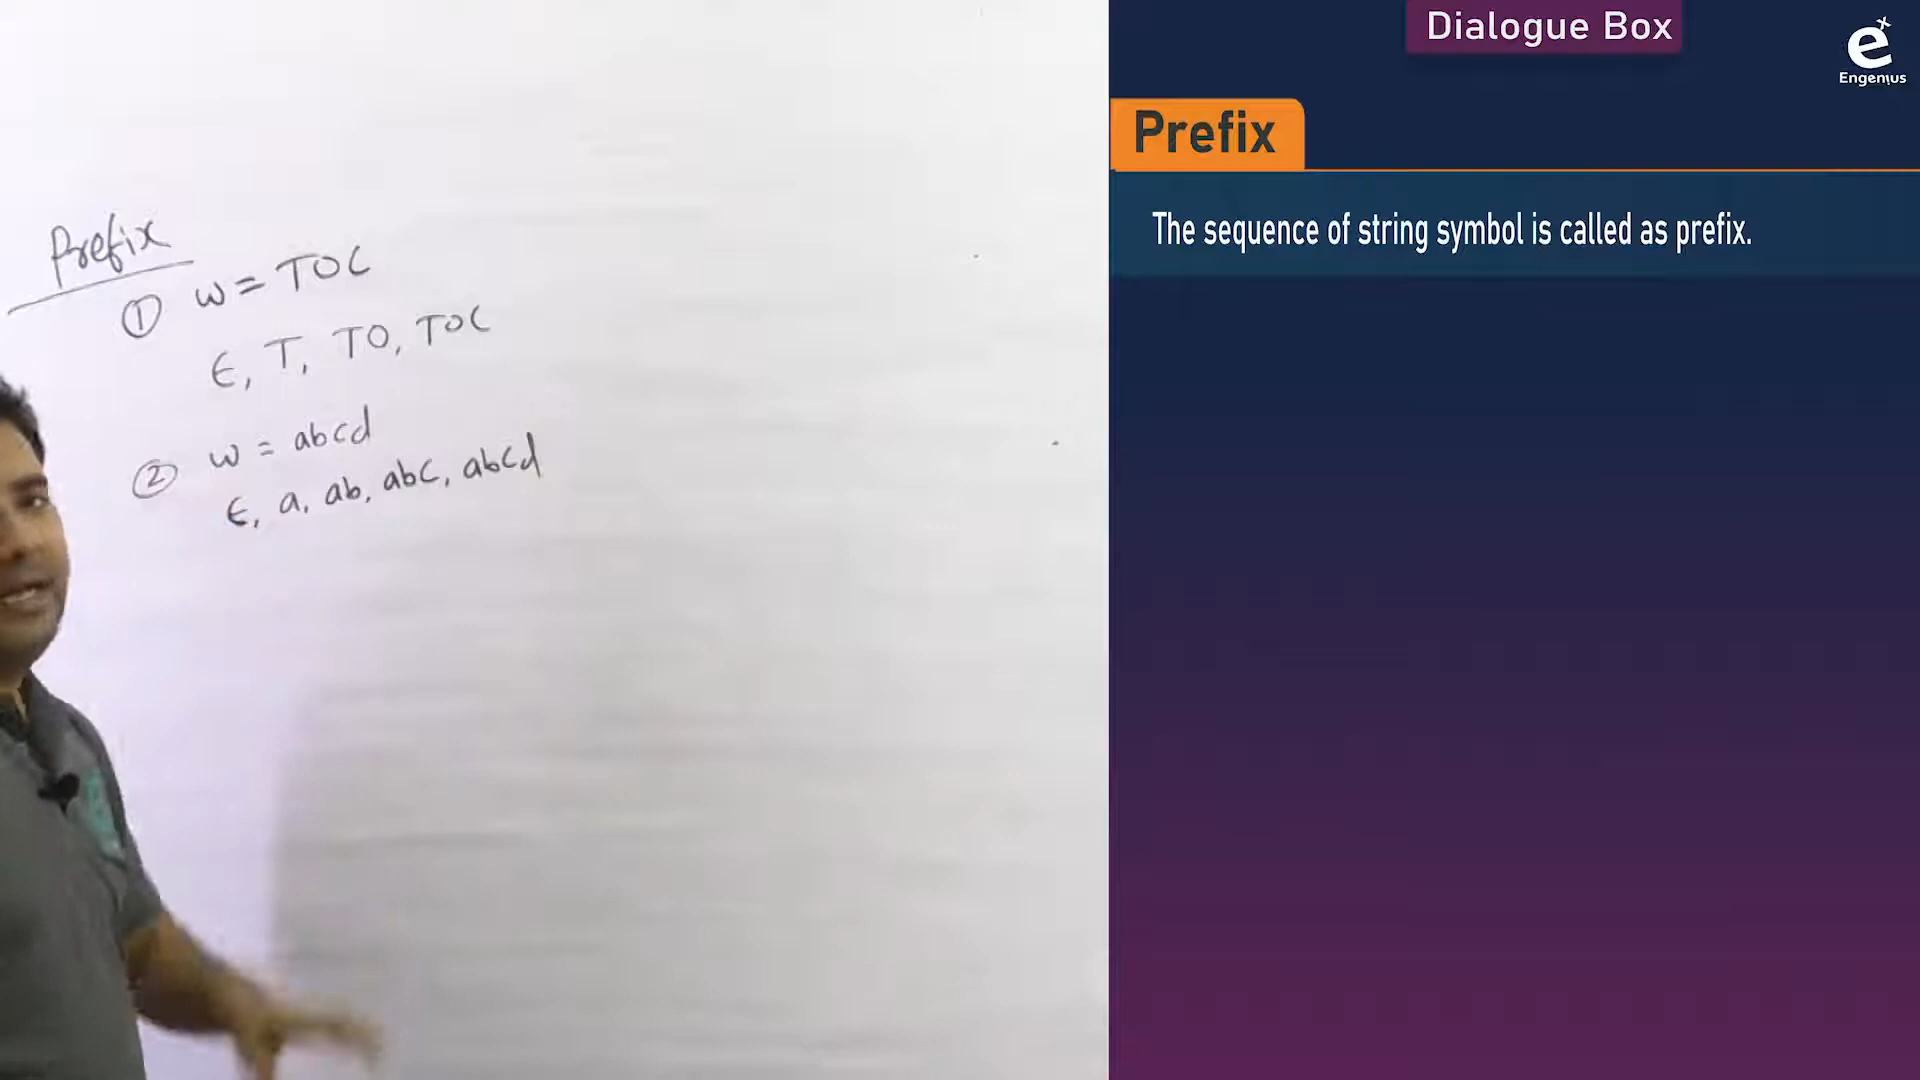 Prefix
① w = TOC
ϵ, T, TO, TOC
② w = abcd
ϵ, a, ab, abc, abcd
Dialogue Box
ex
Engenius
Prefix
The sequence of string symbol is called as prefix.